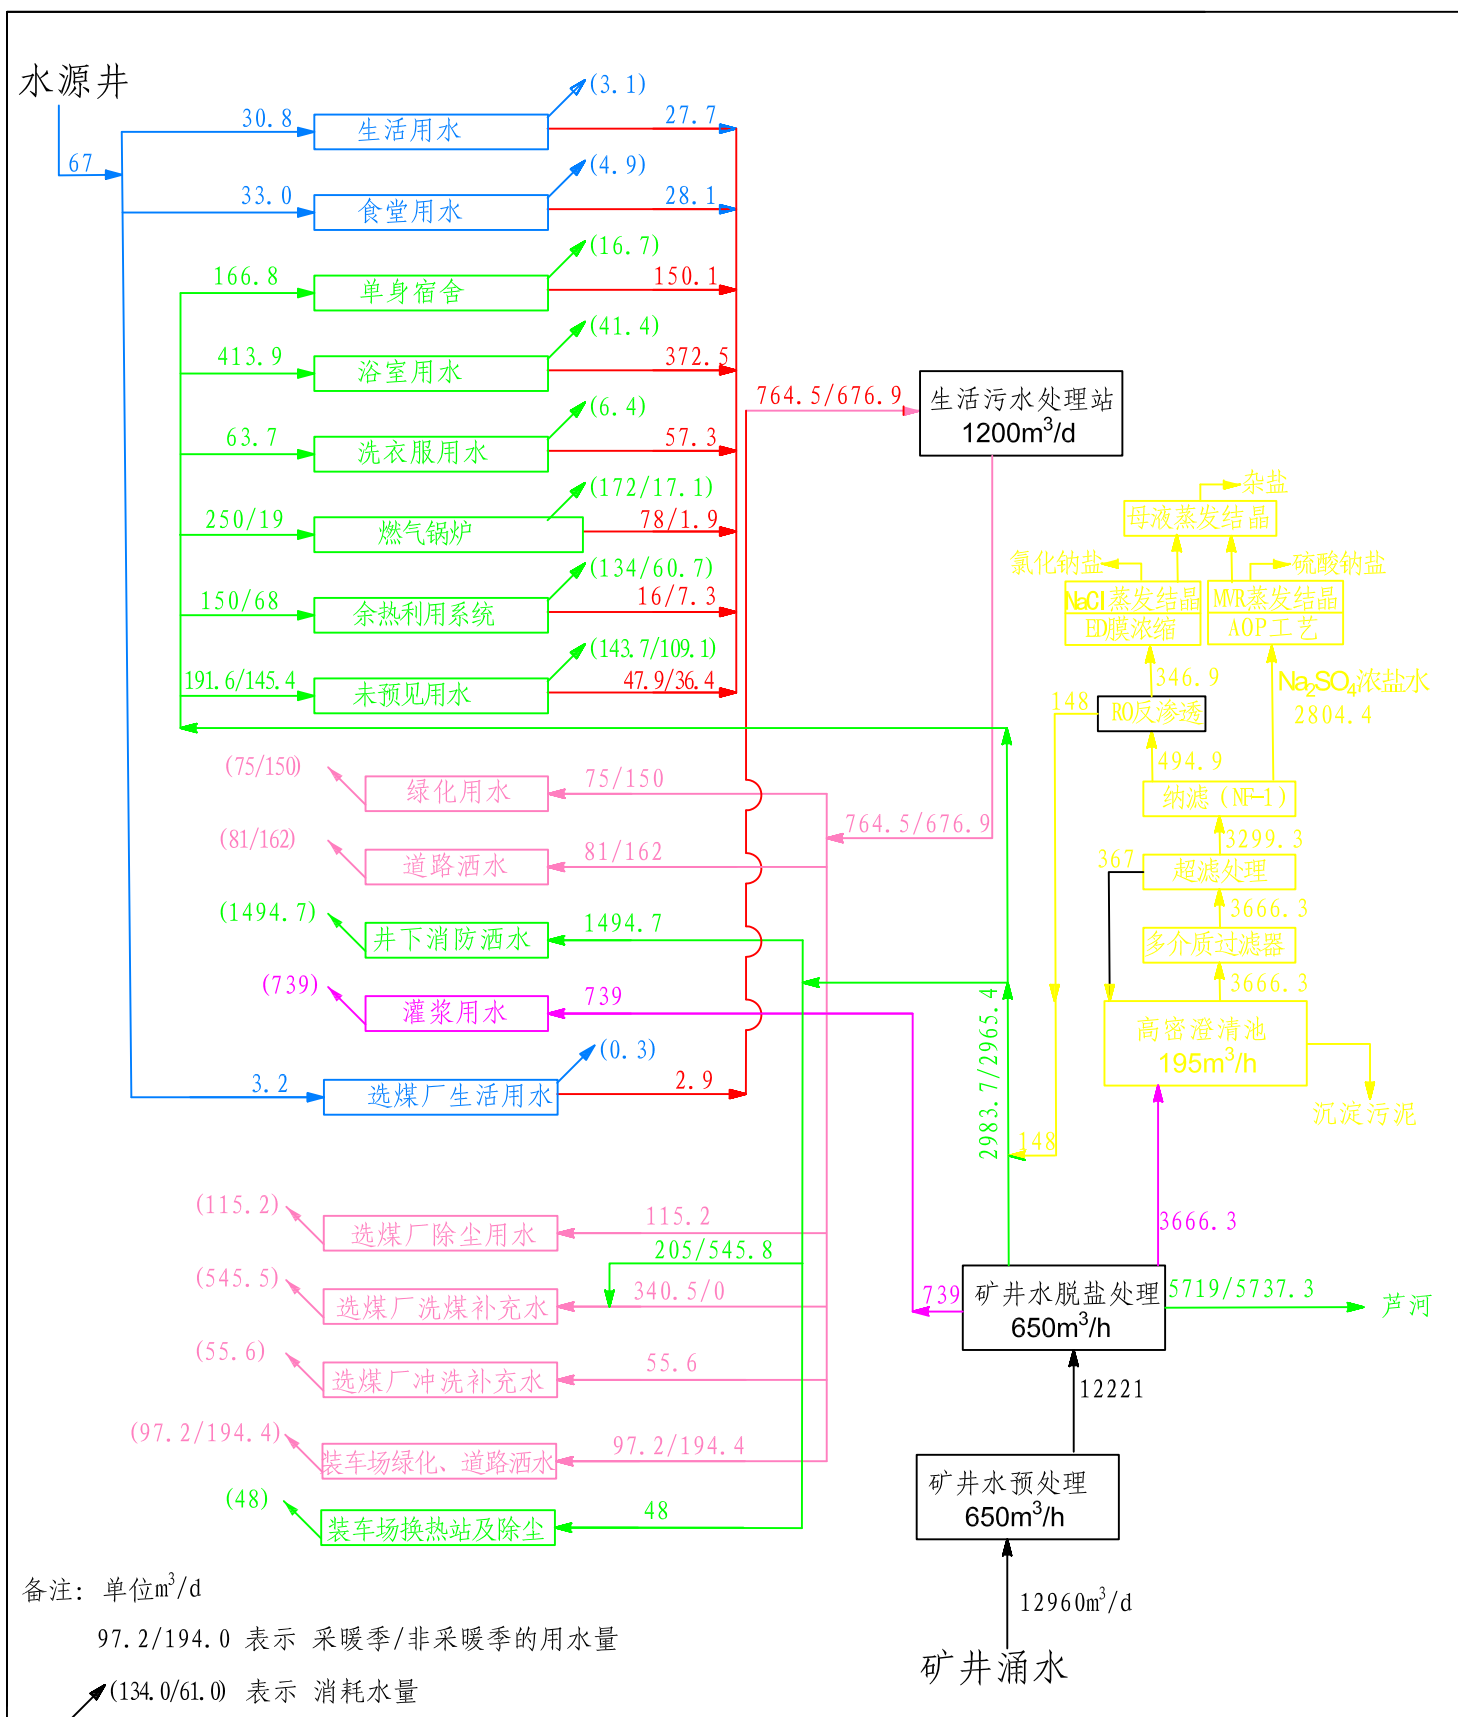 水源井
67
30.8
生活用水
(3.1)
27.7
33.0
食堂用水
(4.9)
28.1
166.8
单身宿舍
(16.7)
150.1
413.9
浴室用水
(41.4)
372.5
63.7
洗衣服用水
(6.4)
57.3
250/19
燃气锅炉
(172/17.1)
78/1.9
150/68
余热利用系统
(134/60.7)
16/7.3
191.6/145.4
未预见用水
(143.7/109.1)
47.9/36.4
764.5/676.9
生活污水处理站
1200m³/d
764.5/676.9
(75/150)
绿化用水
75/150
(81/162)
道路洒水
81/162
(1494.7)
井下消防洒水
1494.7
(739)
灌浆用水
739
3.2
选煤厂生活用水
(0.3)
2.9
(115.2)
选煤厂除尘用水
115.2
205/545.8
(545.5)
选煤厂洗煤补充水
340.5/0
(55.6)
选煤厂冲洗补充水
55.6
(97.2/194.4)
装车场绿化、道路洒水
97.2/194.4
(48)
装车场换热站及除尘
48
杂盐
母液蒸发结晶
氯化钠盐
硫酸钠盐
NaCl蒸发结晶
ED膜浓缩
MVR蒸发结晶
AOP工艺
346.9
Na₂SO₄浓盐水
2804.4
148
RO反渗透
494.9
纳滤（NF-1）
3299.3
367
超滤处理
3666.3
多介质过滤器
3666.3
高密澄清池
195m³/h
沉淀污泥
2983.7/2965.4
148
3666.3
739
矿井水脱盐处理
650m³/h
5719/5737.3
芦河
12221
矿井水预处理
650m³/h
12960m³/d
矿井涌水
备注：单位m³/d
97.2/194.0 表示 采暖季/非采暖季的用水量
(134.0/61.0) 表示 消耗水量